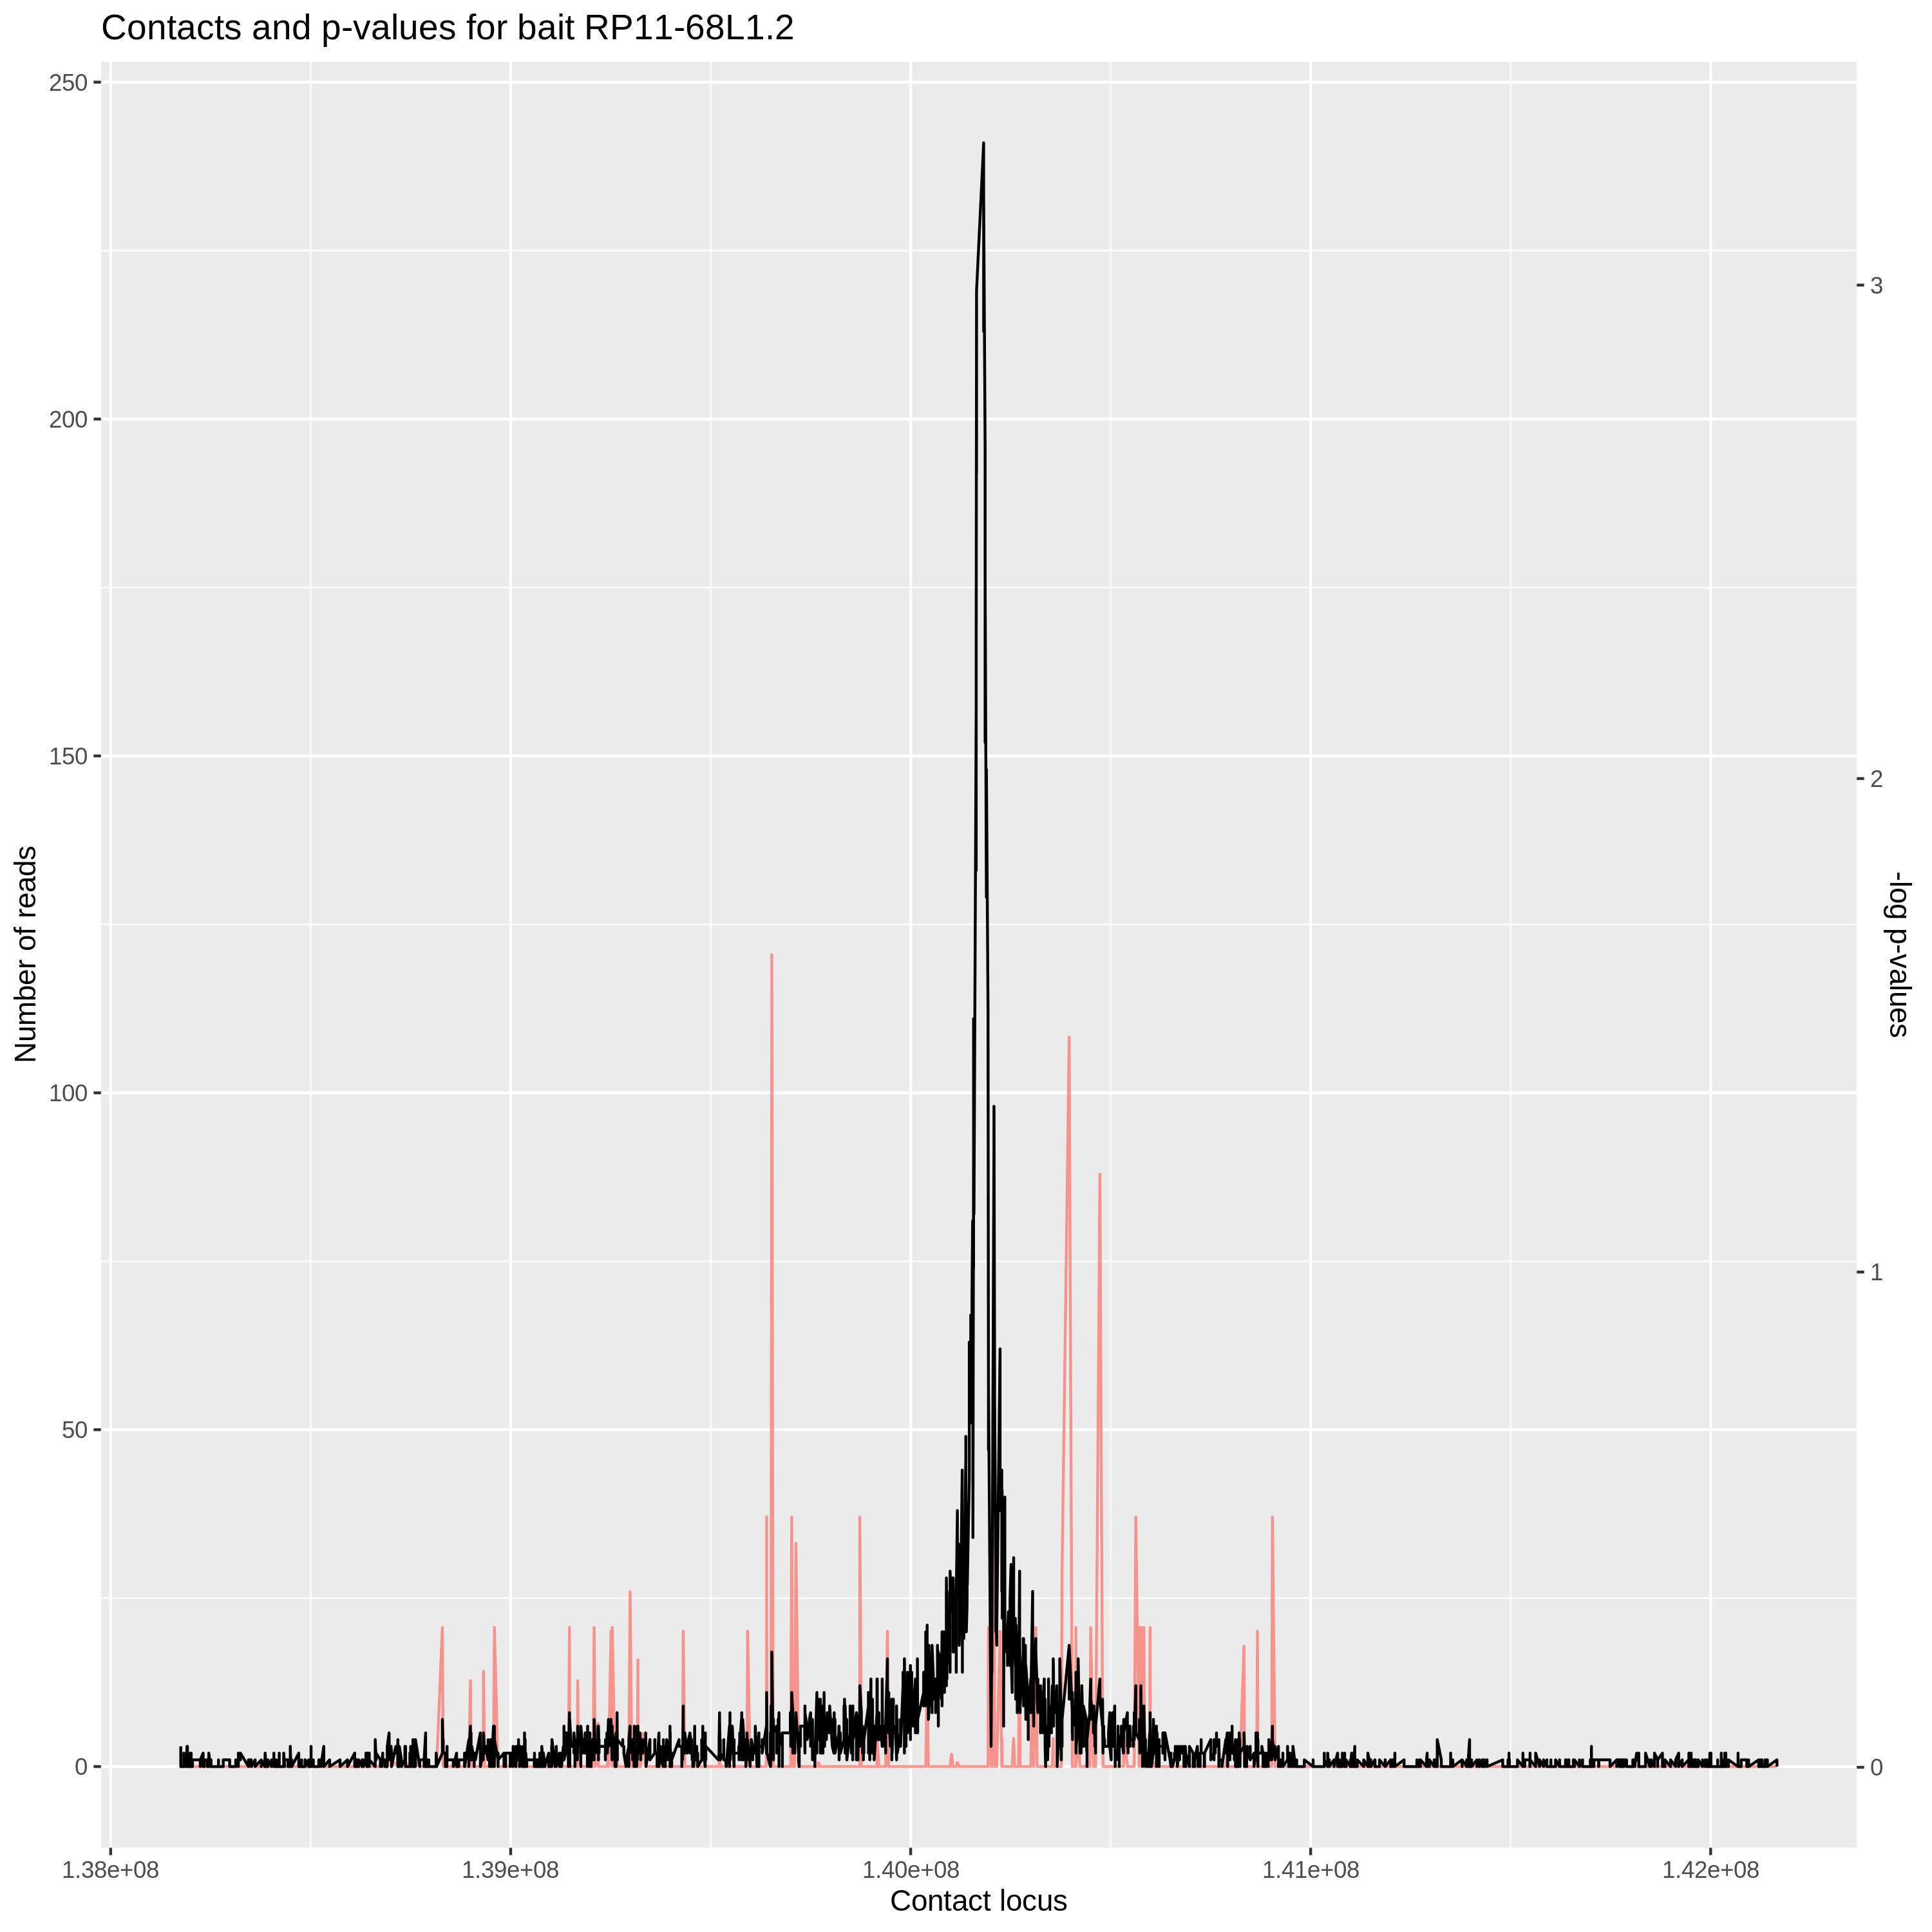 Contacts and p-values for bait RP11-68L1.2
250
200
150
100
50
0
Number of reads
3
2
1
0
-log p-values
1.38e+08
1.39e+08
1.40e+08
1.41e+08
1.42e+08
Contact locus